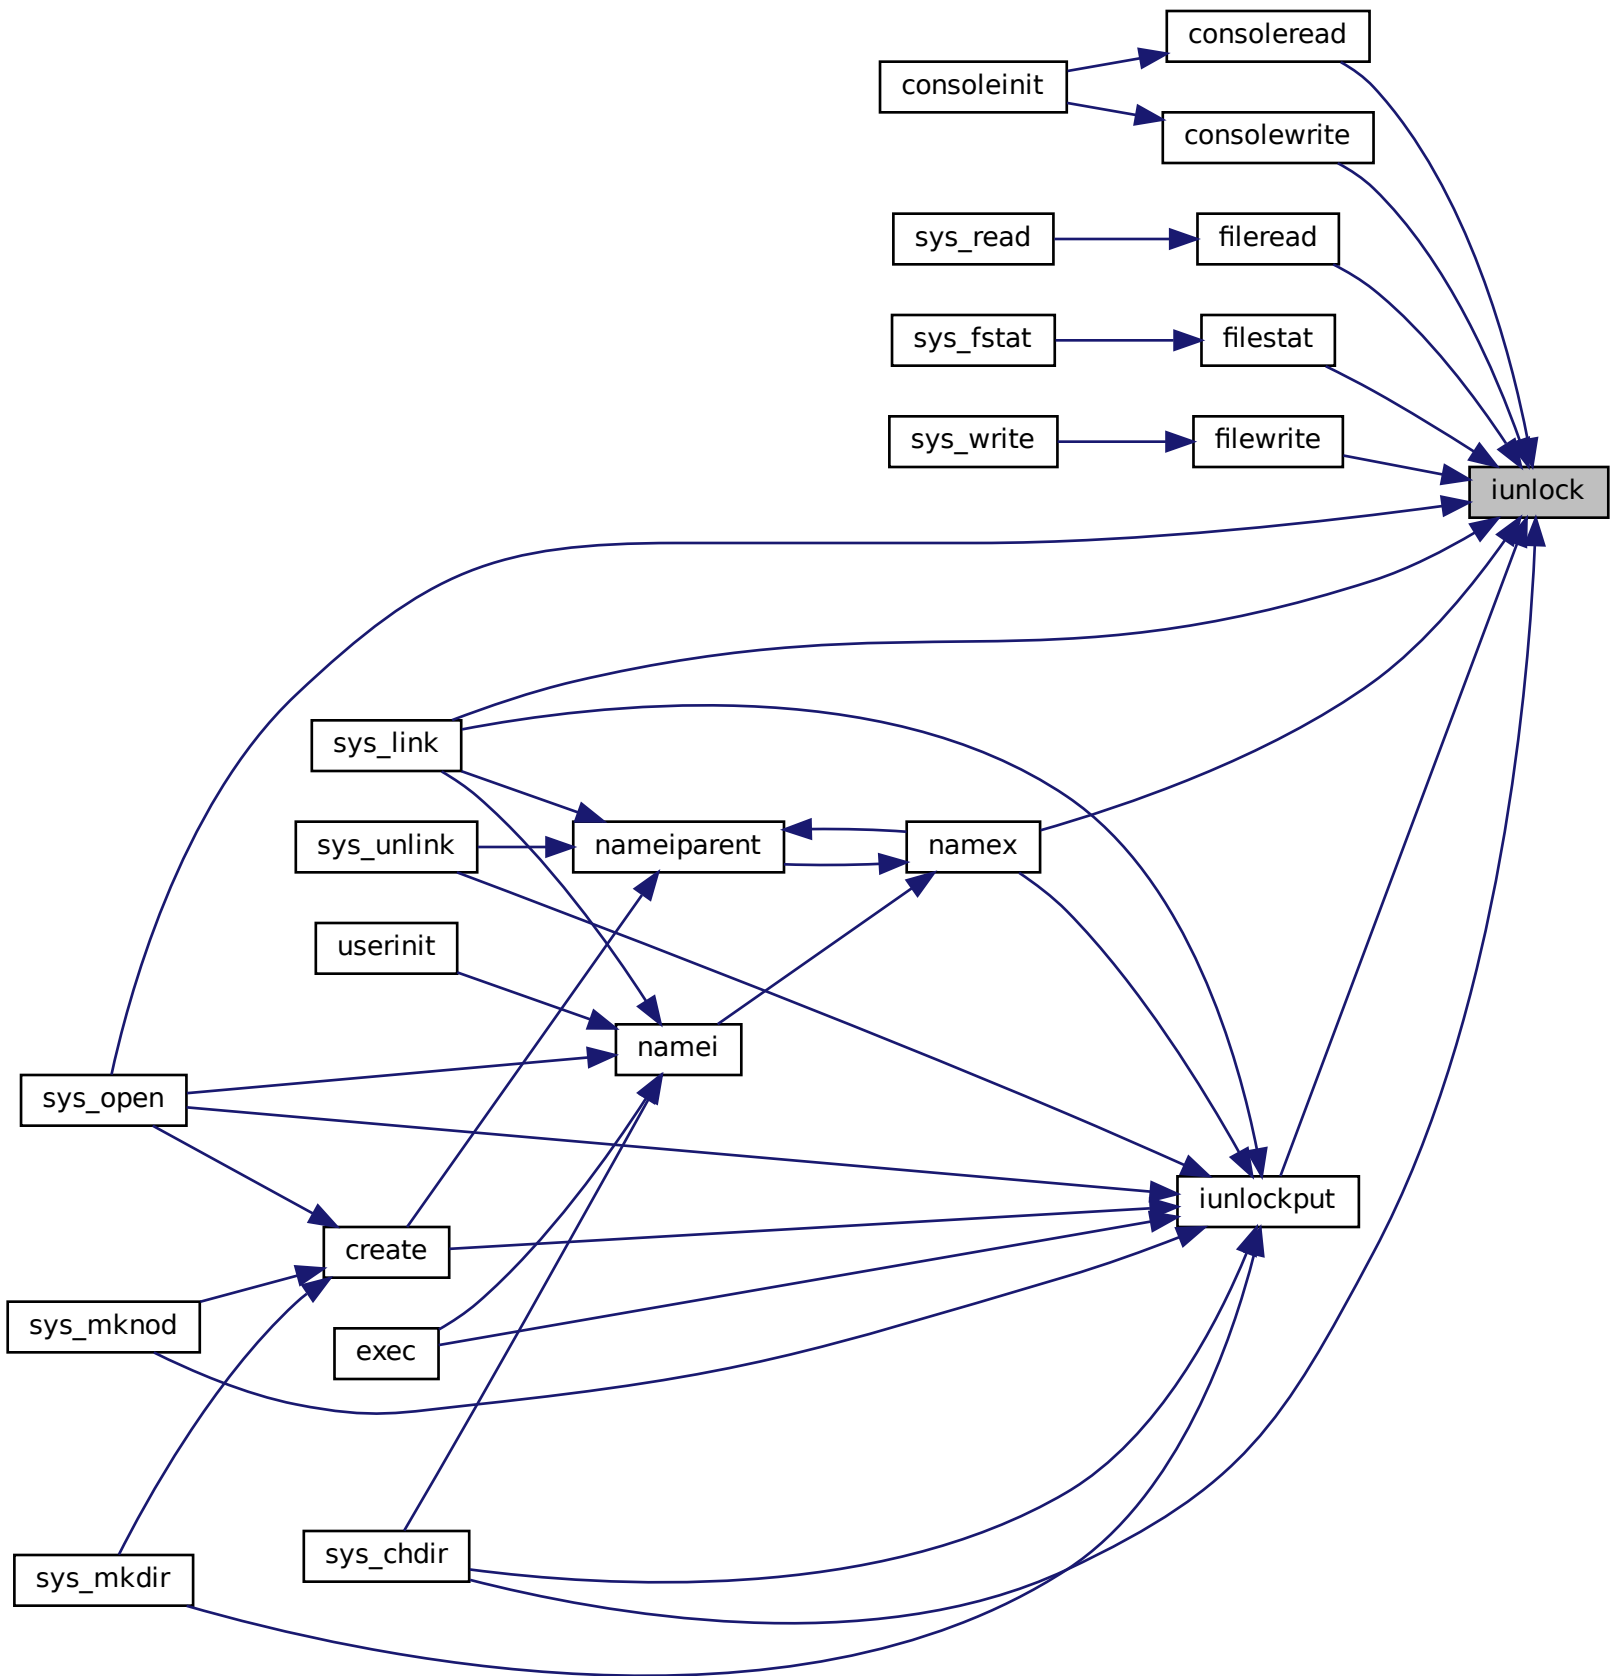 consoleread
consoleinit
consolewrite
sys_read
fileread
sys_fstat
filestat
sys_write
filewrite
iunlock
sys_link
sys_unlink
nameiparent
namex
userinit
namei
sys_open
iunlockput
create
sys_mknod
exec
sys_chdir
sys_mkdir